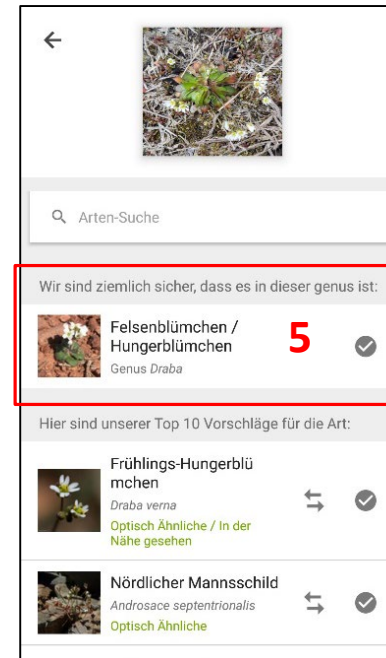 Arten-Suche
Wir sind ziemlich sicher, dass es in dieser genus ist:
Felsenblümchen /
Hungerblümchen
Genus Draba
5
Hier sind unserer Top 10 Vorschläge für die Art:
Frühlings-Hungerblü
mchen
Draba verna
Optisch Ähnliche / In der
Nähe gesehen
Nördlicher Mannsschild
Androsace septentrionalis
Optisch Ähnliche